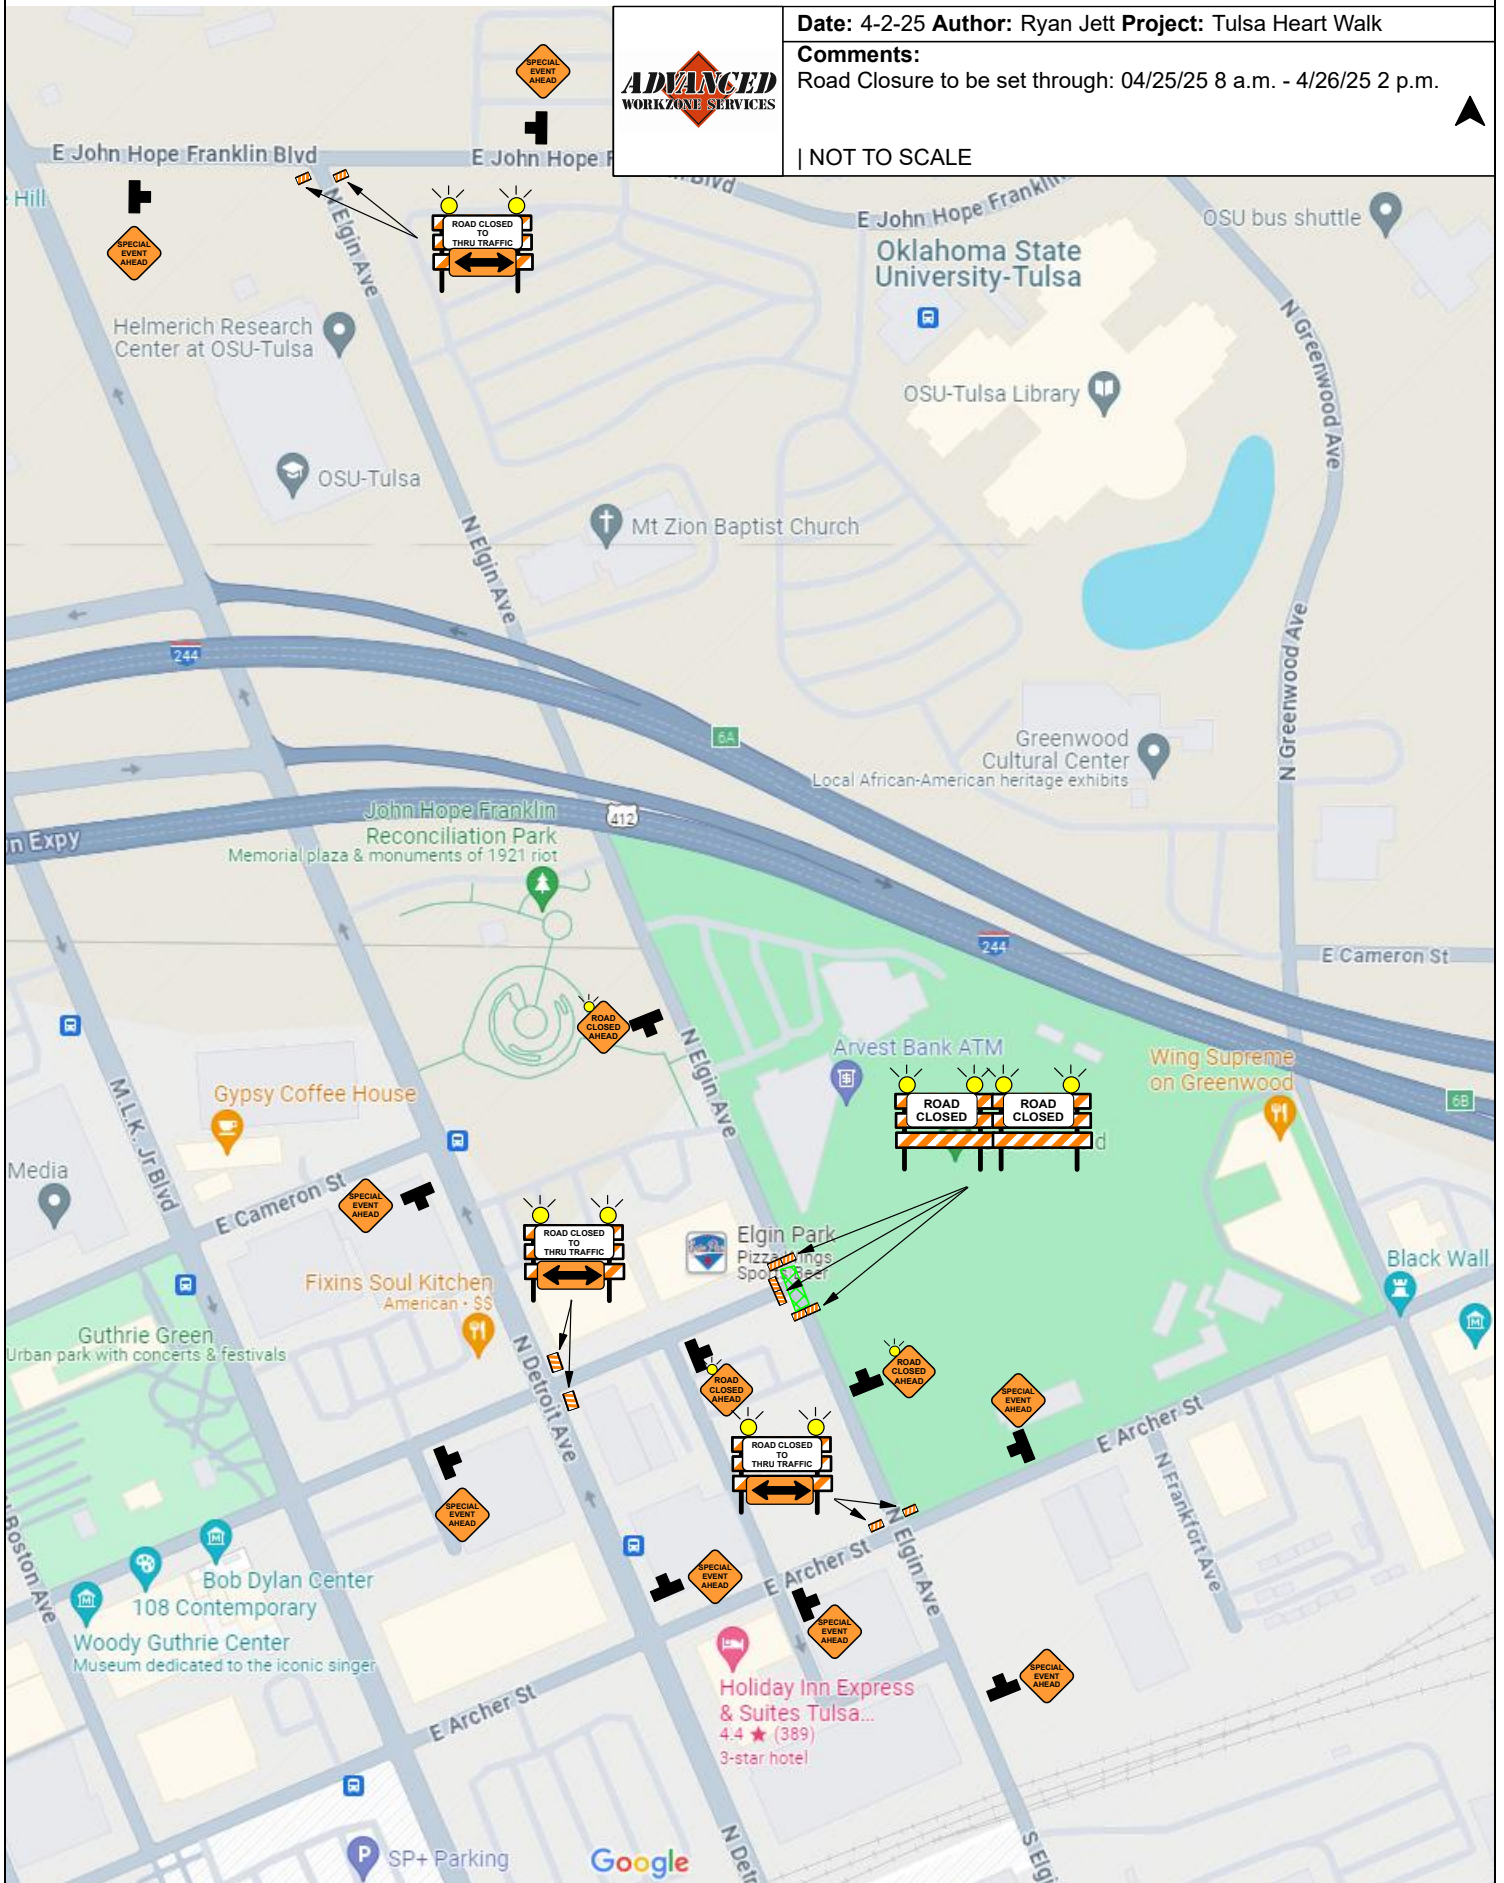 Date: 4-2-25 Author: Ryan Jett Project: Tulsa Heart Walk
Comments:
Road Closure to be set through: 04/25/25 8 a.m. - 4/26/25 2 p.m.
| NOT TO SCALE
ADVANCED
WORKZONE SERVICES
SPECIAL
EVENT
AHEAD
E John Hope Franklin Blvd
E John Hope
Blvd
E John Hope Franklin
Hill
SPECIAL
EVENT
AHEAD
N Elgin Ave
ROAD CLOSED
TO
THRU TRAFFIC
OSU bus shuttle
Oklahoma State
University-Tulsa
Helmerich Research
Center at OSU-Tulsa
N Greenwood Ave
OSU-Tulsa Library
OSU-Tulsa
Mt Zion Baptist Church
N Elgin Ave
244
N Greenwood Ave
6A
Greenwood
Cultural Center
Local African-American heritage exhibits
John Hope Franklin
Reconciliation Park
Memorial plaza & monuments of 1921 riot
412
n Expy
244
E Cameron St
ROAD
CLOSED
AHEAD
N Elgin Ave
Arvest Bank ATM
Wing Supreme
on Greenwood
6B
ROAD
CLOSED
ROAD
CLOSED
d
Gypsy Coffee House
M.L.K. Jr Blvd
Media
E Cameron St
SPECIAL
EVENT
AHEAD
ROAD CLOSED
TO
THRU TRAFFIC
Elgin Park
Black Wall
Fixins Soul Kitchen
American · $$
Guthrie Green
Urban park with concerts & festivals
N Detroit Ave
ROAD
CLOSED
AHEAD
ROAD
CLOSED
AHEAD
SPECIAL
EVENT
AHEAD
E Archer St
ROAD CLOSED
TO
THRU TRAFFIC
N Frankfort Ave
SPECIAL
EVENT
AHEAD
N Elgin Ave
Boston Ave
Bob Dylan Center
108 Contemporary
SPECIAL
EVENT
AHEAD
E Archer St
SPECIAL
EVENT
AHEAD
Woody Guthrie Center
Museum dedicated to the iconic singer
Holiday Inn Express
& Suites Tulsa...
4.4 ★ (389)
3-star hotel
SPECIAL
EVENT
AHEAD
E Archer St
P
SP+ Parking
Google
N Detr
S Elgi